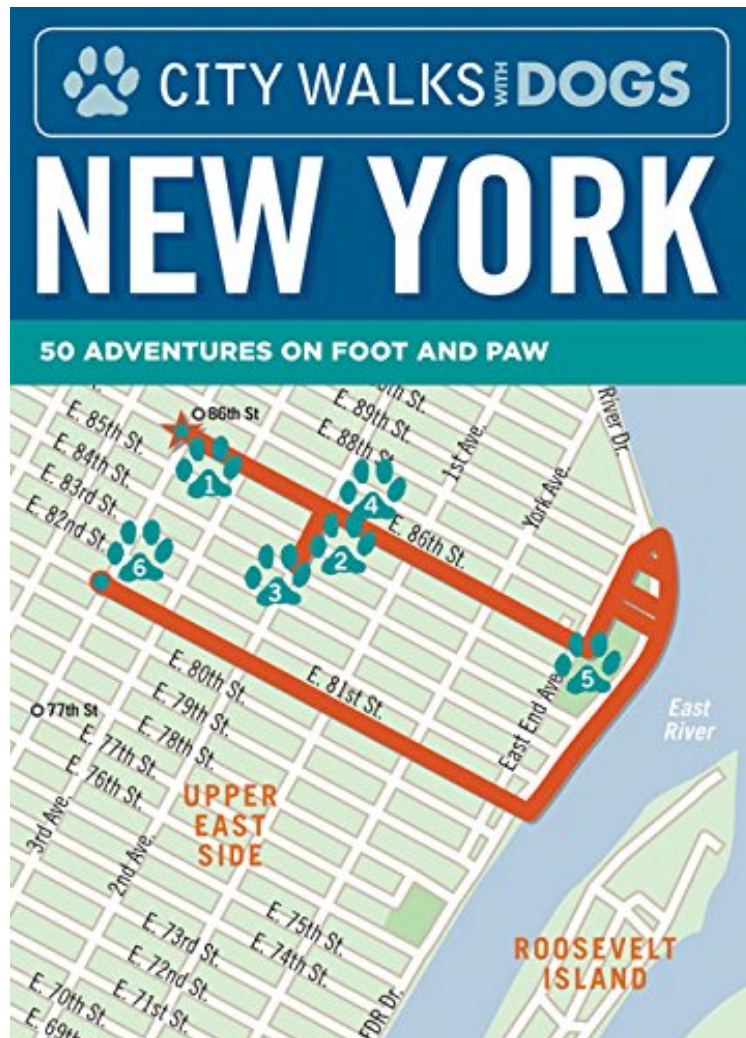 CITY WALKS WITH DOGS
NEW YORK
50 ADVENTURES ON FOOT AND PAW
E. 85th St.
E. 84th St.
E. 83rd St.
E. 82nd St.
86th St
E. 89th St.
E. 88th St.
1st Ave.
York Ave.
River Dr.
1
4
E. 86th St.
2
3
6
5
E. 80th St.
E. 79th St.
E. 78th St.
E. 81st St.
East End Ave.
East
River
77th St
E. 77th St.
E. 76th St.
3rd Ave.
2nd Ave.
UPPER
EAST
SIDE
E. 75th St.
E. 74th St.
E. 73rd St.
E. 72nd St.
E. 71st St.
E. 70th St.
E. 69th
FDR Dr.
ROOSEVELT
ISLAND